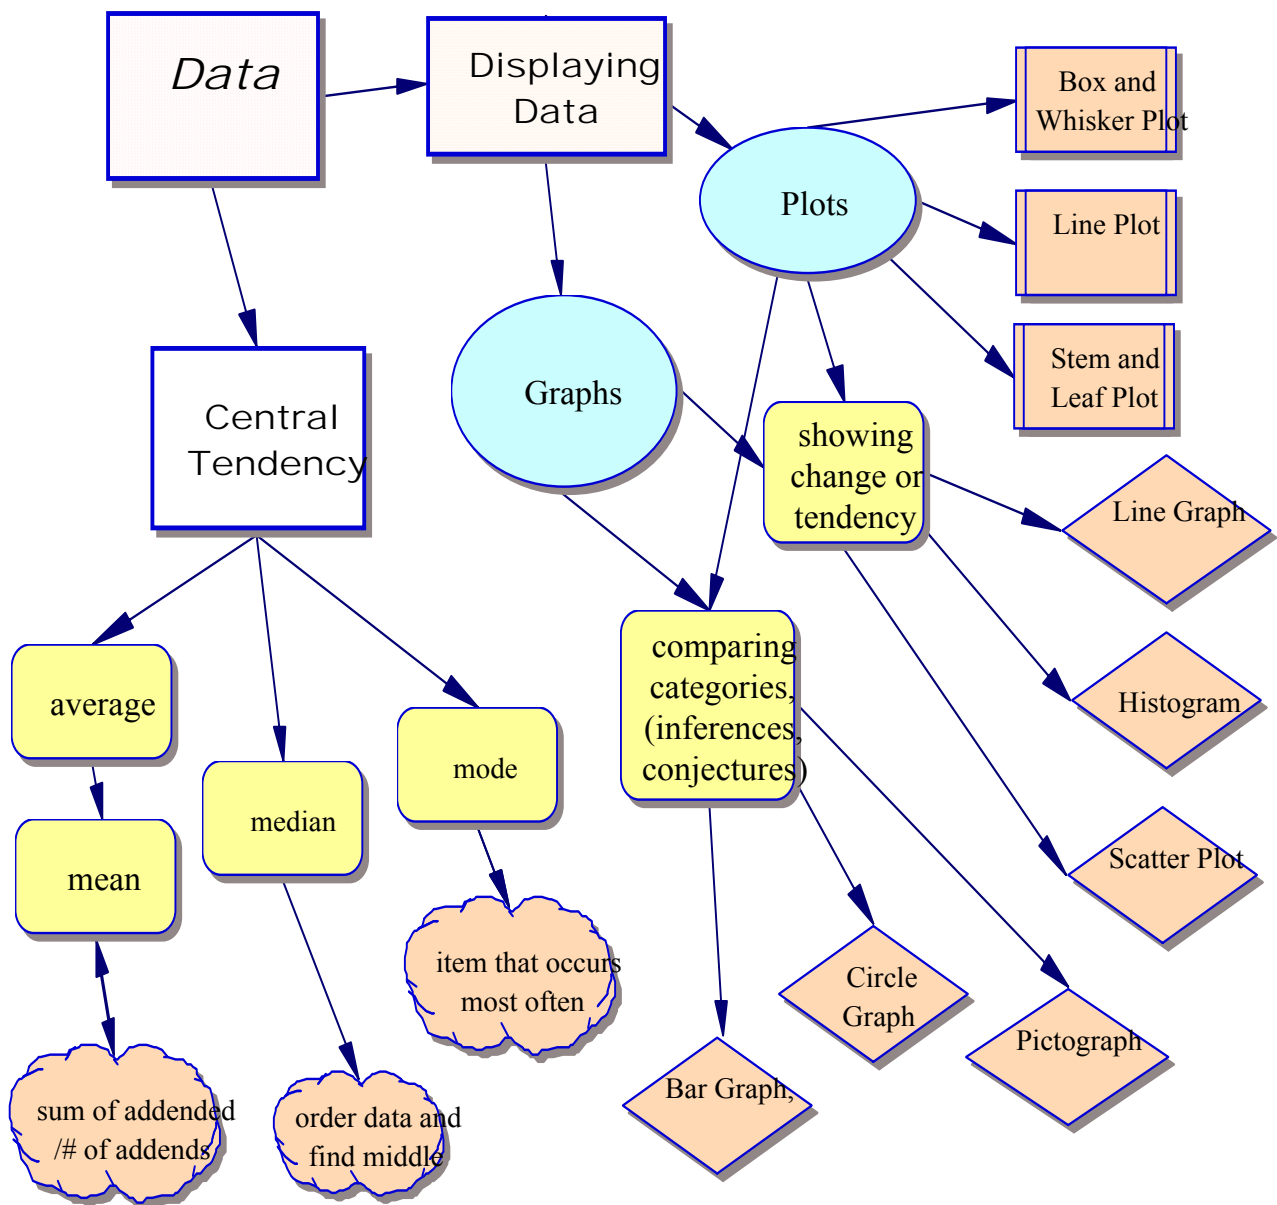 Data
Displaying
Data
Box and
Whisker Plot
Plots
Line Plot
Stem and
Leaf Plot
Graphs
Central
Tendency
showing
change or
tendency
Line Graph
comparing
categories,
(inferences,
conjectures)
Histogram
average
mode
median
mean
Scatter Plot
item that occurs
most often
Circle
Graph
Pictograph
Bar Graph,
sum of addended
/# of addends
order data and
find middle